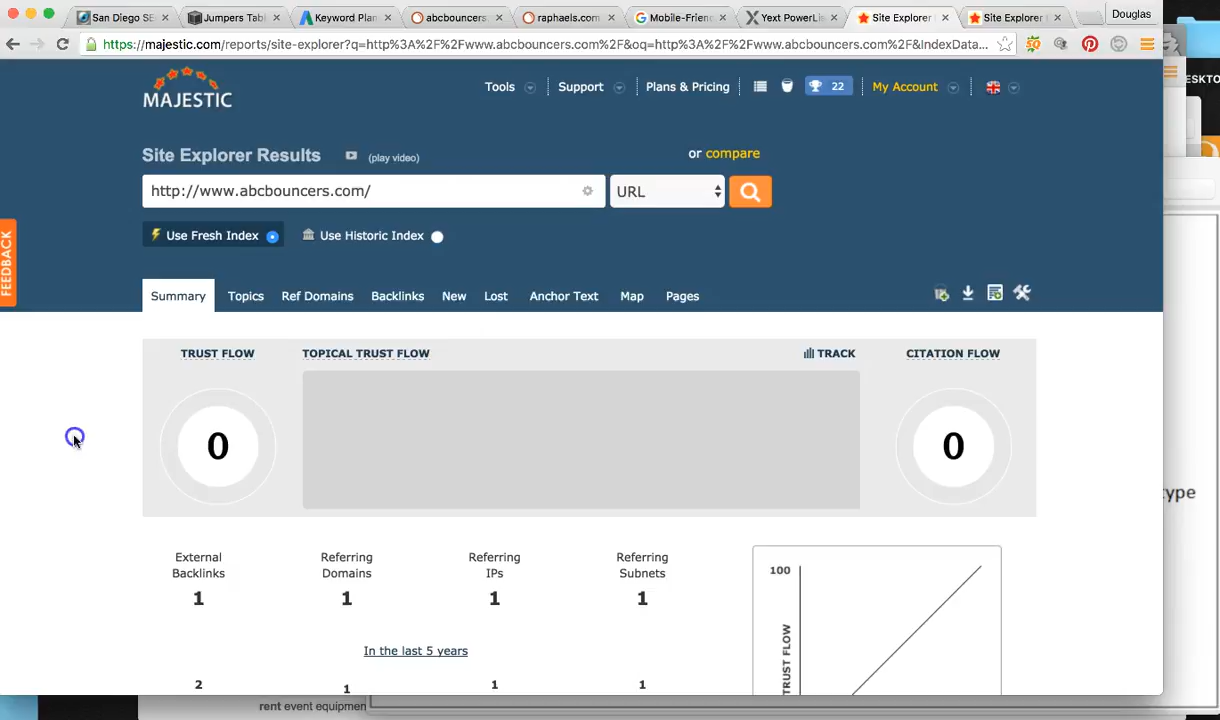 San Diego SE
Jumpers Tabl
Keyword Plan
abcbouncers.
raphaels.com
Mobile-Frien
Yext PowerLis
Site Explorer
Site Explorer
Douglas
https://majestic.com/reports/site-explorer?q=http%3A%2F%2Fwww.abcbouncers.com%2F&oq=http%3A%2F%2Fwww.abcbouncers.com%2F&IndexData...
ESKTO
MAJESTIC
Tools
Support
Plans & Pricing
22
My Account
Site Explorer Results
(play video)
or compare
http://www.abcbouncers.com/
URL
Use Fresh Index
Use Historic Index
FEEDBACK
Summary
Topics
Ref Domains
Backlinks
New
Lost
Anchor Text
Map
Pages
TRUST FLOW
TOPICAL TRUST FLOW
TRACK
CITATION FLOW
0
0
type
External
Backlinks
1
Referring
Domains
1
Referring
IPs
1
Referring
Subnets
1
100
TRUST FLOW
In the last 5 years
2
1
1
1
rent event equipmen